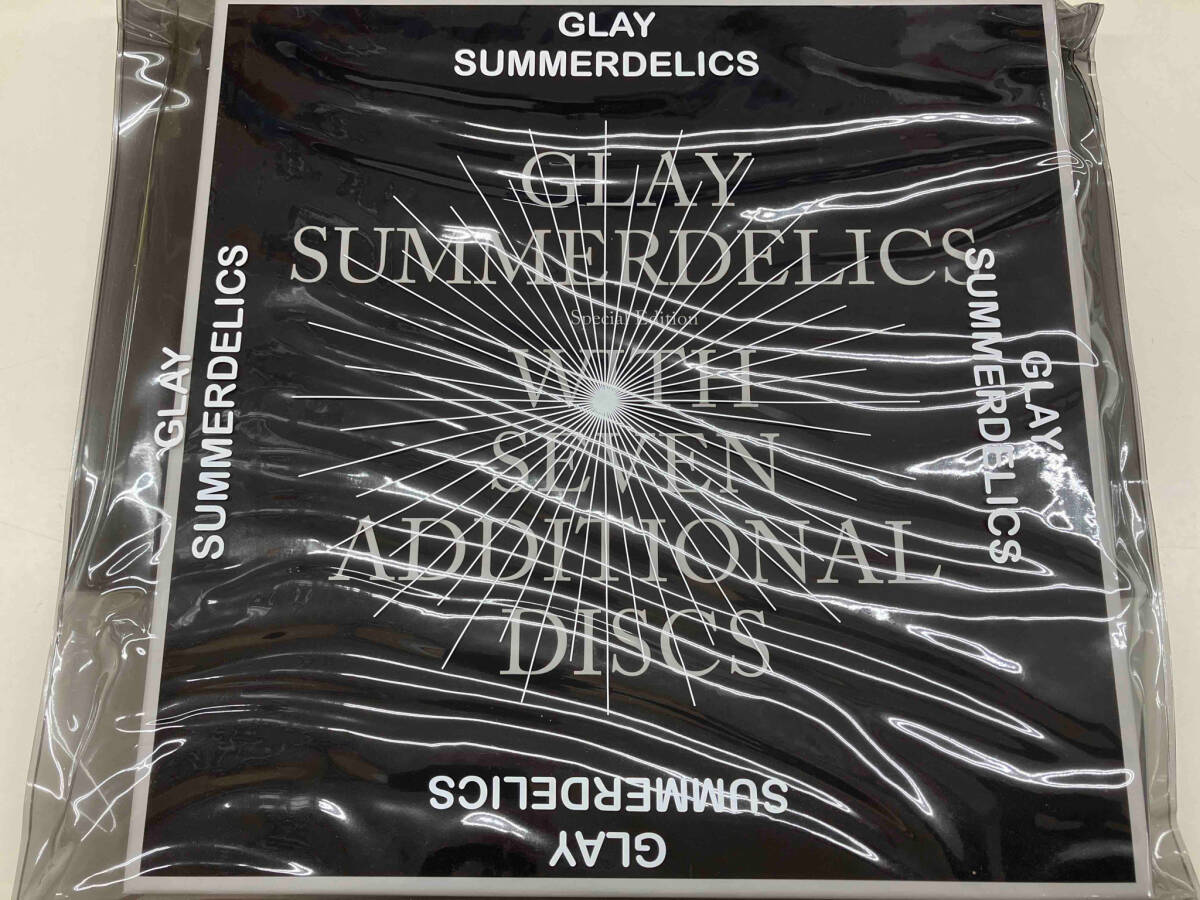 GLAY
SUMMERDELICS
GLAY
SUMMERDELICS
Special Edition
WITH
SEVEN
ADDITIONAL
DISCS
GLAY
SUMMERDELICS
GLAY
SUMMERDELICS
GLAY
SUMMERDELICS